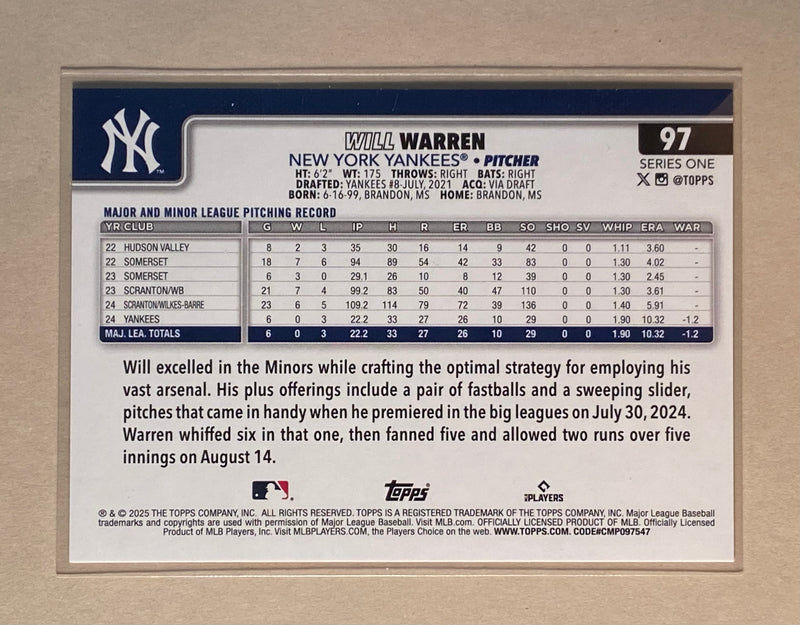 NY
TM
97
WILL WARREN
NEW YORK YANKEES® • PITCHER
SERIES ONE
@TOPPS
HT: 6'2" WT: 175 THROWS: RIGHT BATS: RIGHT
DRAFTED: YANKEES #8-JULY, 2021 ACQ: VIA DRAFT
BORN: 6-16-99, BRANDON, MS HOME: BRANDON, MS
MAJOR AND MINOR LEAGUE PITCHING RECORD
YR CLUB G W L IP H R ER BB SO SHO SV WHIP ERA WAR
22 HUDSON VALLEY 8 2 3 35 30 16 14 9 42 0 0 1.11 3.60 -
22 SOMERSET 18 7 6 94 89 54 42 33 83 0 0 1.30 4.02 -
23 SOMERSET 6 3 0 29.1 26 10 8 12 39 0 0 1.30 2.45 -
23 SCRANTON/WB 21 7 4 99.2 83 50 40 47 110 0 0 1.30 3.61 -
24 SCRANTON/WILKES-BARRE 23 6 5 109.2 114 79 72 39 136 0 0 1.40 5.91 -
24 YANKEES 6 0 3 22.2 33 27 26 10 29 0 0 1.90 10.32 -1.2
MAJ. LEA. TOTALS 6 0 3 22.2 33 27 26 10 29 0 0 1.90 10.32 -1.2
Will excelled in the Minors while crafting the optimal strategy for employing his
vast arsenal. His plus offerings include a pair of fastballs and a sweeping slider,
pitches that came in handy when he premiered in the big leagues on July 30, 2024.
Warren whiffed six in that one, then fanned five and allowed two runs over five
innings on August 14.
topps®
PLAYERS
® & © 2025 THE TOPPS COMPANY, INC. ALL RIGHTS RESERVED. TOPPS IS A REGISTERED TRADEMARK OF THE TOPPS COMPANY, INC. Major League Baseball
trademarks and copyrights are used with permission of Major League Baseball. Visit MLB.com. OFFICIALLY LICENSED PRODUCT OF MLB. Officially Licensed
Product of MLB Players, Inc. Visit MLBPLAYERS.COM, the Players Choice on the web. WWW.TOPPS.COM. CODE#CMP097547